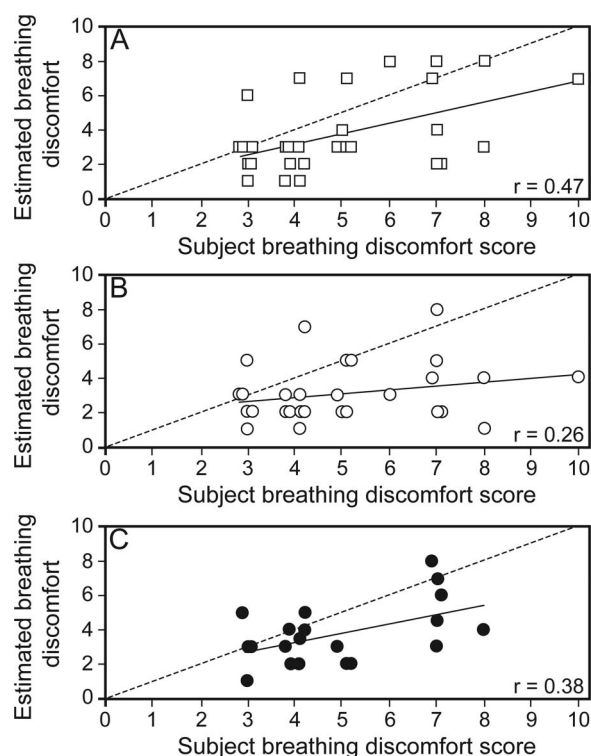 A
10
8
6
4
2
0
Estimated breathing
discomfort
r = 0.47
0 1 2 3 4 5 6 7 8 9 10
Subject breathing discomfort score
B
10
8
6
4
2
0
Estimated breathing
discomfort
r = 0.26
0 1 2 3 4 5 6 7 8 9 10
Subject breathing discomfort score
C
10
8
6
4
2
0
Estimated breathing
discomfort
r = 0.38
0 1 2 3 4 5 6 7 8 9 10
Subject breathing discomfort score